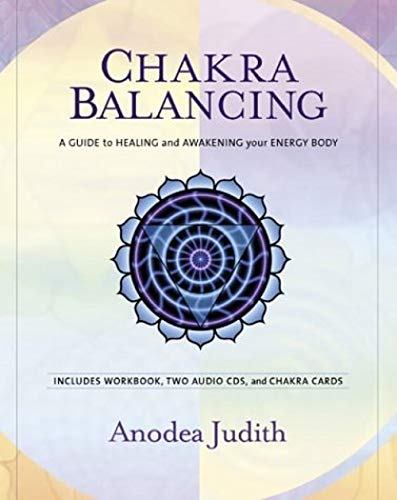 CHAKRA
BALANCING
A GUIDE to HEALING and AWAKENING your ENERGY BODY
INCLUDES WORKBOOK, TWO AUDIO CDS, and CHAKRA CARDS
Anodea Judith